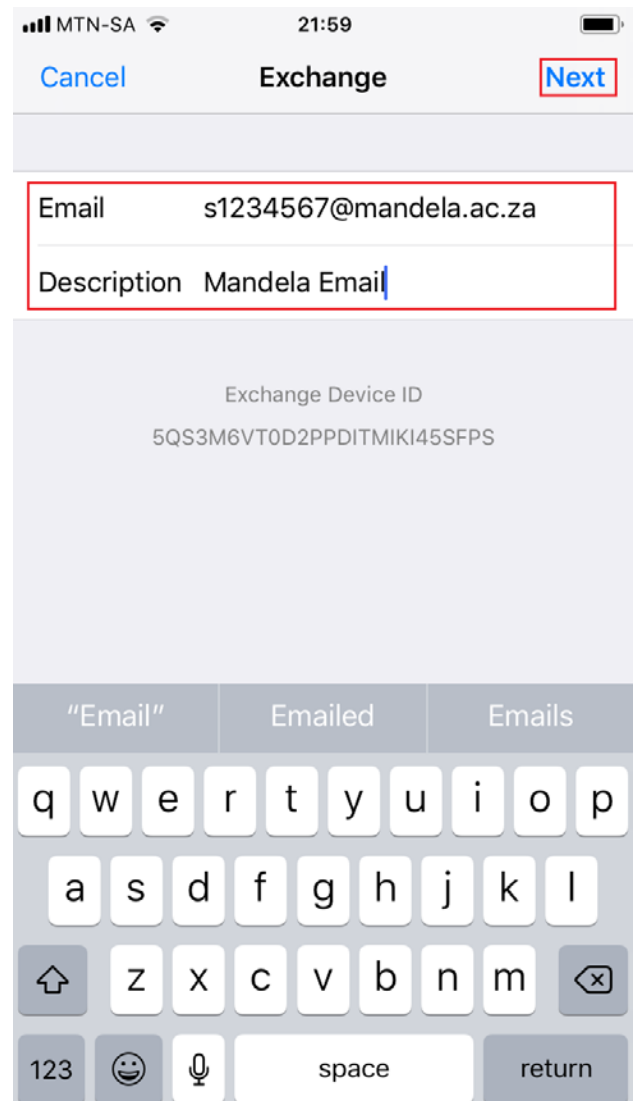 MTN-SA 21:59
Cancel Exchange Next
Email s1234567@mandela.ac.za
Description Mandela Email
Exchange Device ID
5QS3M6VT0D2PPDITMIKI45SFPS
“Email” Emailed Emails
q w e r t y u i o p
a s d f g h j k l
z x c v b n m
123 space return